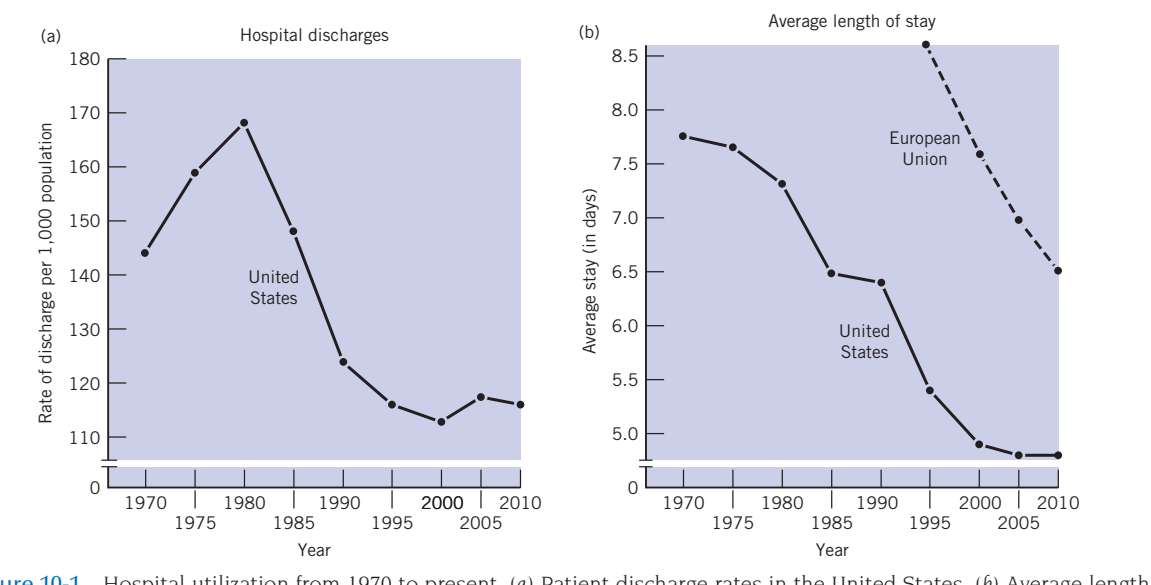 (a)
Hospital discharges
180
170
160
150
140
130
120
110
0
Rate of discharge per 1,000 population
United
States
1970 1980 1990 2000 2010
1975 1985 1995 2005
Year
(b)
Average length of stay
8.5
8.0
7.5
7.0
6.5
6.0
5.5
5.0
0
Average stay (in days)
European
Union
United
States
1970 1980 1990 2000 2010
1975 1985 1995 2005
Year
10-1 Hospital utilization from 1970 to present. (a) Patient discharge rates in the United States. (b) Average length